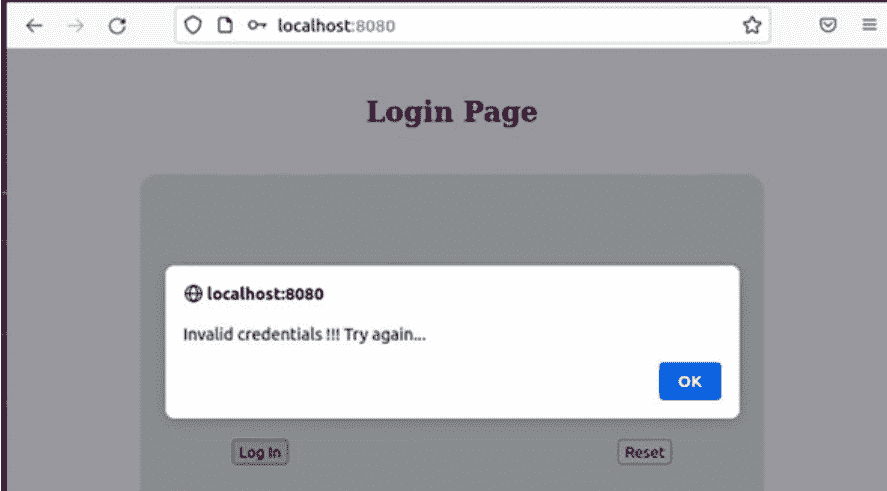 localhost:8080
Login Page
localhost:8080
Invalid credentials !!! Try again...
OK
Log In
Reset